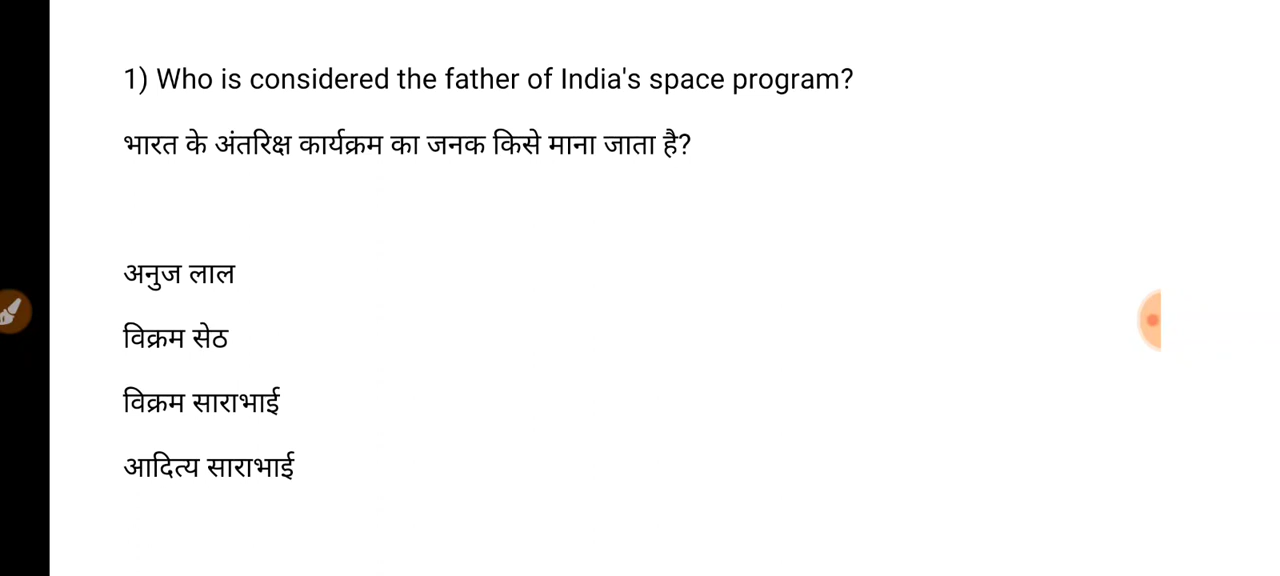 1) Who is considered the father of India's space program?
भारत के अंतरिक्ष कार्यक्रम का जनक किसे माना जाता है?
अनुज लाल
विक्रम सेठ
विक्रम साराभाई
आदित्य साराभाई